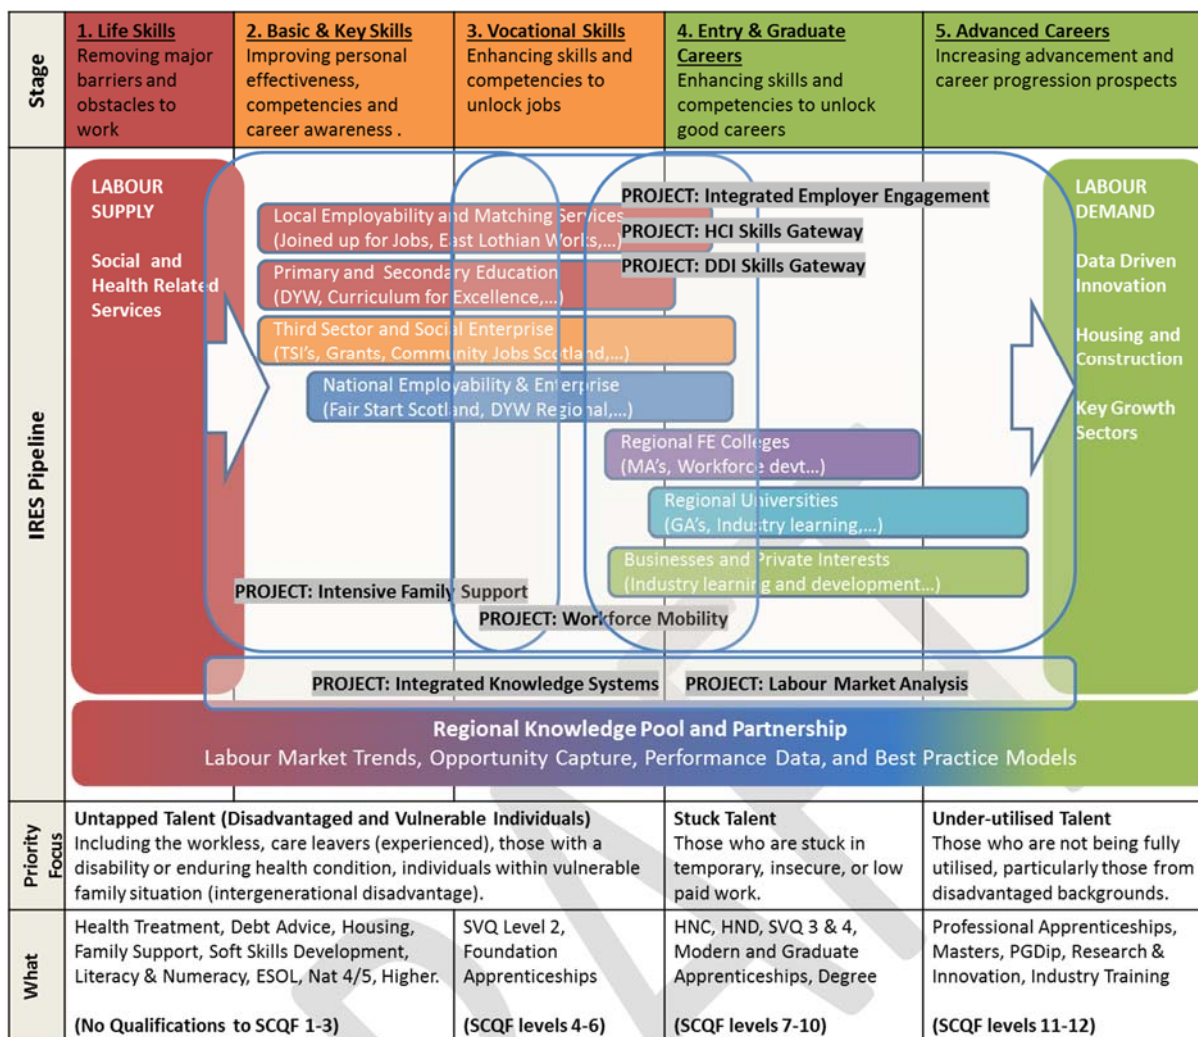 Stage
1. Life Skills
Removing major
barriers and
obstacles to
work
2. Basic & Key Skills
Improving personal
effectiveness,
competencies and
career awareness .
3. Vocational Skills
Enhancing skills and
competencies to
unlock jobs
4. Entry & Graduate
Careers
Enhancing skills and
competencies to unlock
good careers
5. Advanced Careers
Increasing advancement and
career progression prospects
IRES Pipeline
LABOUR
SUPPLY
Social and
Health Related
Services
PROJECT: Integrated Employer Engagement
Local Employability and Matching Services
(Joined up for Jobs, East Lothian Works,...)
PROJECT: HCI Skills Gateway
PROJECT: DDI Skills Gateway
Primary and Secondary Education
(DYW, Curriculum for Excellence,...)
Third Sector and Social Enterprise
(TSI's, Grants, Community Jobs Scotland,...)
National Employability & Enterprise
(Fair Start Scotland, DYW Regional,...)
Regional FE Colleges
(MA's, Workforce devt...)
Regional Universities
(GA's, Industry learning,...)
Businesses and Private Interests
(Industry learning and development...)
PROJECT: Intensive Family Support
PROJECT: Workforce Mobility
PROJECT: Integrated Knowledge Systems
PROJECT: Labour Market Analysis
LABOUR
DEMAND
Data Driven
Innovation
Housing and
Construction
Key Growth
Sectors
Regional Knowledge Pool and Partnership
Labour Market Trends, Opportunity Capture, Performance Data, and Best Practice Models
Priority
Focus
Untapped Talent (Disadvantaged and Vulnerable Individuals)
Including the workless, care leavers (experienced), those with a
disability or enduring health condition, individuals within vulnerable
family situation (intergenerational disadvantage).
Stuck Talent
Those who are stuck in
temporary, insecure, or low
paid work.
Under-utilised Talent
Those who are not being fully
utilised, particularly those from
disadvantaged backgrounds.
What
Health Treatment, Debt Advice, Housing,
Family Support, Soft Skills Development,
Literacy & Numeracy, ESOL, Nat 4/5, Higher.
(No Qualifications to SCQF 1-3)
SVQ Level 2,
Foundation
Apprenticeships
(SCQF levels 4-6)
HNC, HND, SVQ 3 & 4,
Modern and Graduate
Apprenticeships, Degree
(SCQF levels 7-10)
Professional Apprenticeships,
Masters, PGDip, Research &
Innovation, Industry Training
(SCQF levels 11-12)